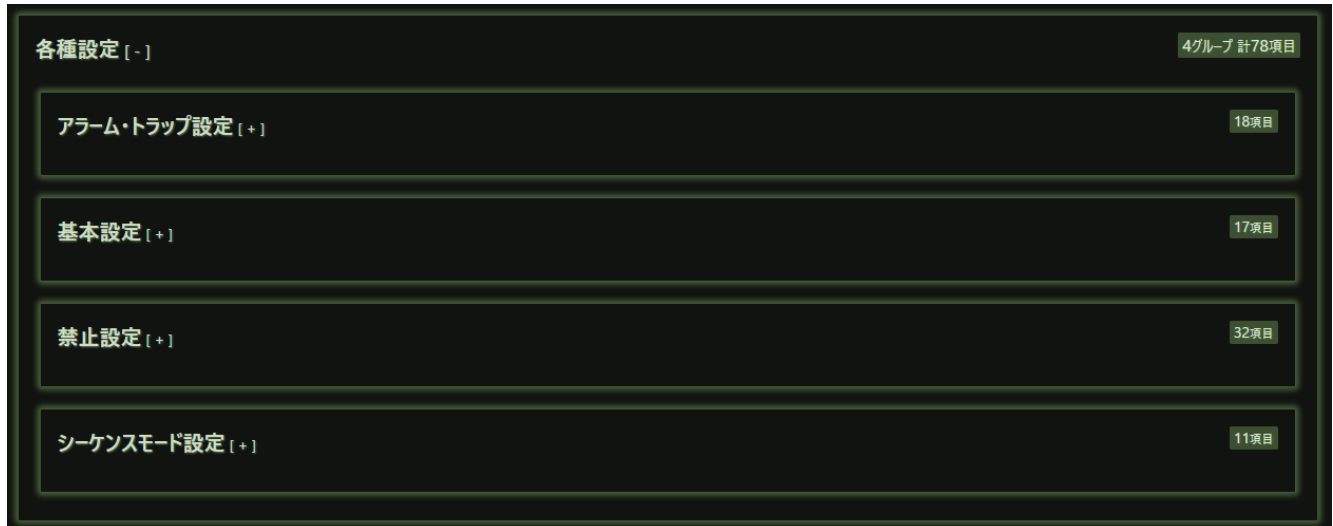 各種設定 [ - ] 4グループ 計78項目
アラーム・トラップ設定 [ + ] 18項目
基本設定 [ + ] 17項目
禁止設定 [ + ] 32項目
シーケンスモード設定 [ + ] 11項目